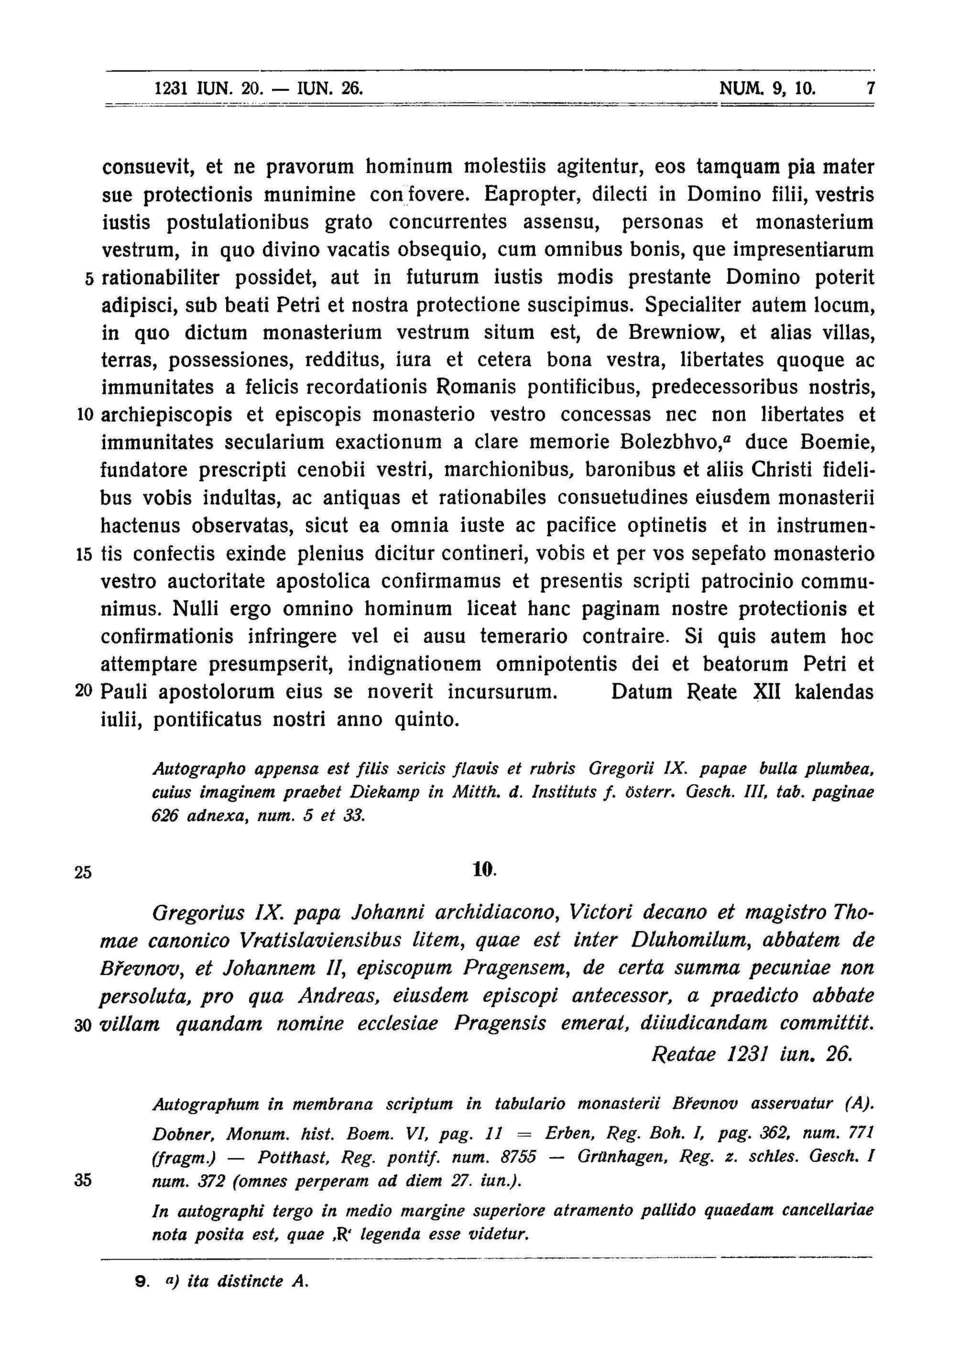 1231 IUN. 20. — IUN. 26. NUM. 9, 10. 7
consuevit, et ne pravorum hominum molestiis agitentur, eos tamquam pia mater
sue protectionis munimine confovere. Eapropter, dilecti in Domino filii, vestris
iustis postulationibus grato concurrentes assensu, personas et monasterium
vestrum, in quo divino vacatis obsequio, cum omnibus bonis, que impresentiarum
5 rationabiliter possidet, aut in futurum iustis modis prestante Domino poterit
adipisci, sub beati Petri et nostra protectione suscipimus. Specialiter autem locum,
in quo dictum monasterium vestrum situm est, de Brewniow, et alias villas,
terras, possessiones, redditus, iura et cetera bona vestra, libertates quoque ac
immunitates a felicis recordationis Romanis pontificibus, predecessoribus nostris,
10 archiepiscopis et episcopis monasterio vestro concessas nec non libertates et
immunitates secularium exactionum a clare memorie Bolezbhvo,ᵃ duce Boemie,
fundatore prescripti cenobii vestri, marchionibus, baronibus et aliis Christi fideli-
bus vobis indultas, ac antiquas et rationabiles consuetudines eiusdem monasterii
hactenus observatas, sicut ea omnia iuste ac pacifice optinetis et in instrumen-
15 tis confectis exinde plenius dicitur contineri, vobis et per vos sepefato monasterio
vestro auctoritate apostolica confirmamus et presentis scripti patrocinio commu-
nimus. Nulli ergo omnino hominum liceat hanc paginam nostre protectionis et
confirmationis infringere vel ei ausu temerario contraire. Si quis autem hoc
attemptare presumpserit, indignationem omnipotentis dei et beatorum Petri et
20 Pauli apostolorum eius se noverit incursurum. Datum Reate XII kalendas
iulii, pontificatus nostri anno quinto.
Autographo appensa est filis sericis flavis et rubris Gregorii IX. papae bulla plumbea,
cuius imaginem praebet Diekamp in Mitth. d. Instituts f. österr. Gesch. III, tab. paginae
626 adnexa, num. 5 et 33.
25 10.
Gregorius IX. papa Johanni archidiacono, Victori decano et magistro Tho-
mae canonico Vratislaviensibus litem, quae est inter Dluhomilum, abbatem de
Břevnov, et Johannem II, episcopum Pragensem, de certa summa pecuniae non
persoluta, pro qua Andreas, eiusdem episcopi antecessor, a praedicto abbate
30 villam quandam nomine ecclesiae Pragensis emerat, diiudicandam committit.
Reatae 1231 iun. 26.
Autographum in membrana scriptum in tabulario monasterii Břevnov asservatur (A).
Dobner, Monum. hist. Boem. VI, pag. 11 = Erben, Reg. Boh. I, pag. 362, num. 771
(fragm.) — Potthast, Reg. pontif. num. 8755 — Grünhagen, Reg. z. schles. Gesch. I
35 num. 372 (omnes perperam ad diem 27. iun.).
In autographi tergo in medio margine superiore atramento pallido quaedam cancellariae
nota posita est, quae ‚R‘ legenda esse videtur.
9. ᵃ) ita distincte A.